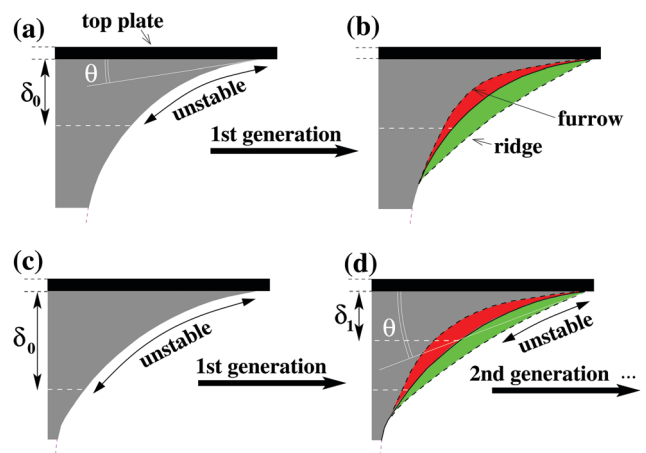 (a)
top plate
(b)
θ
δ0
unstable
1st generation
furrow
ridge
(c)
(d)
δ0
unstable
1st generation
δ1
θ
unstable
2nd generation ...